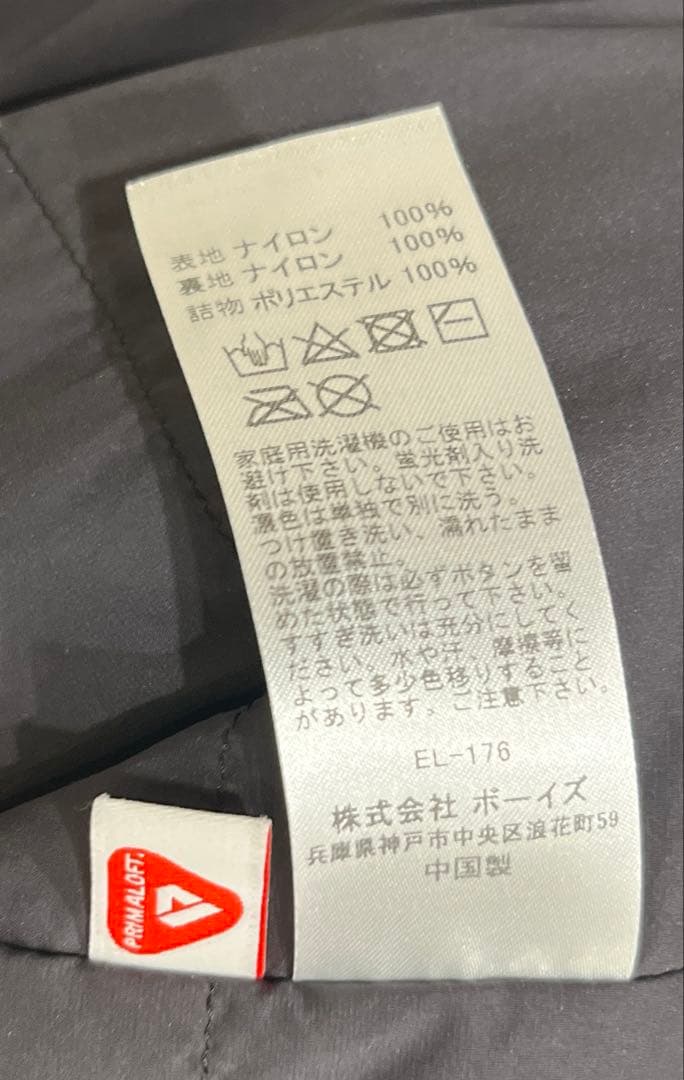 表地 ナイロン 100%
裏地 ナイロン 100%
詰物 ポリエステル 100%
家庭用洗濯機のご使用はお
避け下さい。蛍光剤入り洗
剤は使用しないで下さい。
濃色は単独で別に洗う。
つけ置き洗い、濡れたまま
の放置禁止。
洗濯の際は必ずボタンを留
めた状態で行って下さい。
すすぎ洗いは充分にしてく
ださい。水や汗、摩擦等に
よって多少色移りすること
があります。ご注意下さい。
EL-176
株式会社 ボーイズ
兵庫県神戸市中央区浪花町59
中国製
PRIMALOFT.